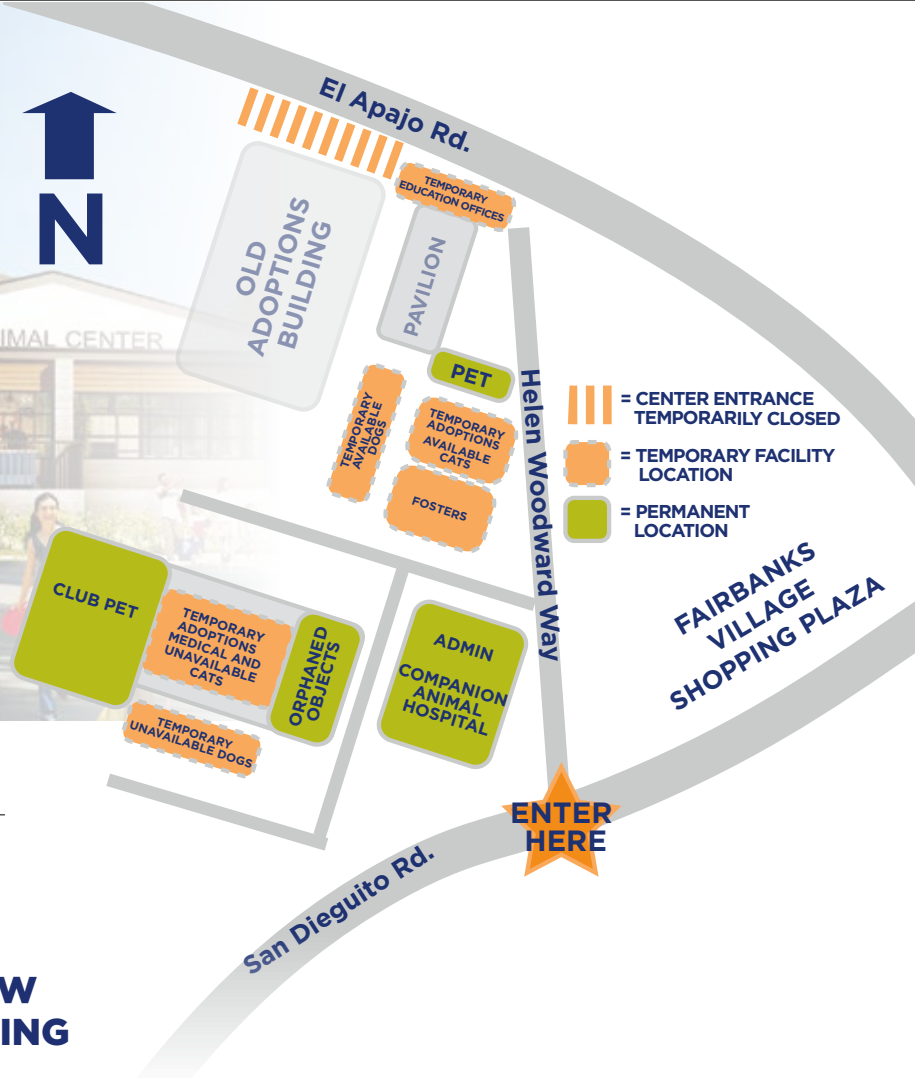 El Apajo Rd.
N
TEMPORARY
EDUCATION OFFICES
OLD
ADOPTIONS
BUILDING
PAVILION
IMAL CENTER
PET
Helen Woodward Way
= CENTER ENTRANCE
TEMPORARILY CLOSED
TEMPORARY
AVAILABLE
DOGS
TEMPORARY
ADOPTIONS
AVAILABLE
CATS
= TEMPORARY FACILITY
LOCATION
FOSTERS
= PERMANENT
LOCATION
FAIRBANKS
VILLAGE
SHOPPING PLAZA
CLUB PET
TEMPORARY
ADOPTIONS
MEDICAL AND
UNAVAILABLE
CATS
ORPHANED
OBJECTS
ADMIN
COMPANION
ANIMAL
HOSPITAL
TEMPORARY
UNAVAILABLE DOGS
ENTER
HERE
San Dieguito Rd.
W
ING